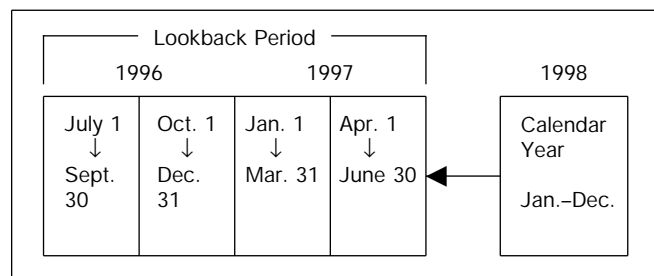 Lookback Period
1996 1997 1998
July 1
↓
Sept.
30
Oct. 1
↓
Dec.
31
Jan. 1
↓
Mar. 31
Apr. 1
↓
June 30
Calendar
Year
Jan.–Dec.